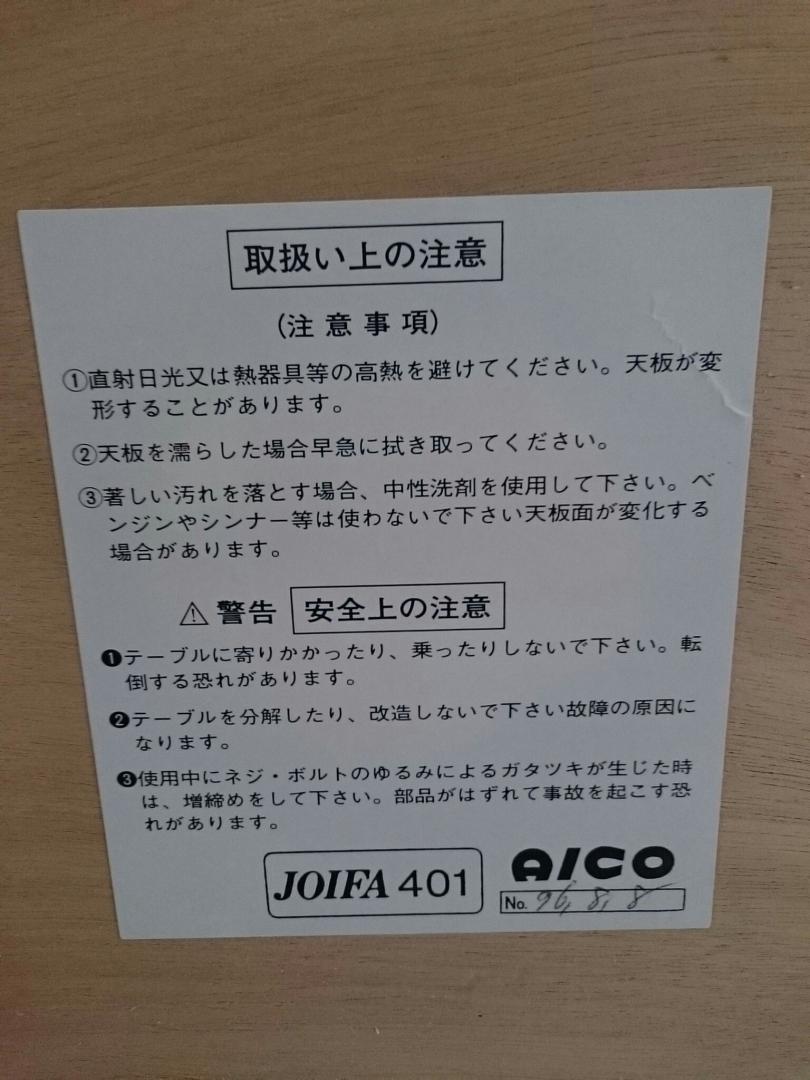 取扱い上の注意
(注意事項)
①直射日光又は熱器具等の高熱を避けてください。天板が変
形することがあります。
②天板を濡らした場合早急に拭き取ってください。
③著しい汚れを落とす場合、中性洗剤を使用して下さい。ベ
ンジンやシンナー等は使わないで下さい天板面が変化する
場合があります。
⚠警告 安全上の注意
❶テーブルに寄りかかったり、乗ったりしないで下さい。転
倒する恐れがあります。
❷テーブルを分解したり、改造しないで下さい故障の原因に
なります。
❸使用中にネジ・ボルトのゆるみによるガタツキが生じた時
は、増締めをして下さい。部品がはずれて事故を起こす恐
れがあります。
JOIFA 401
AICO
No. 96, 8, 8